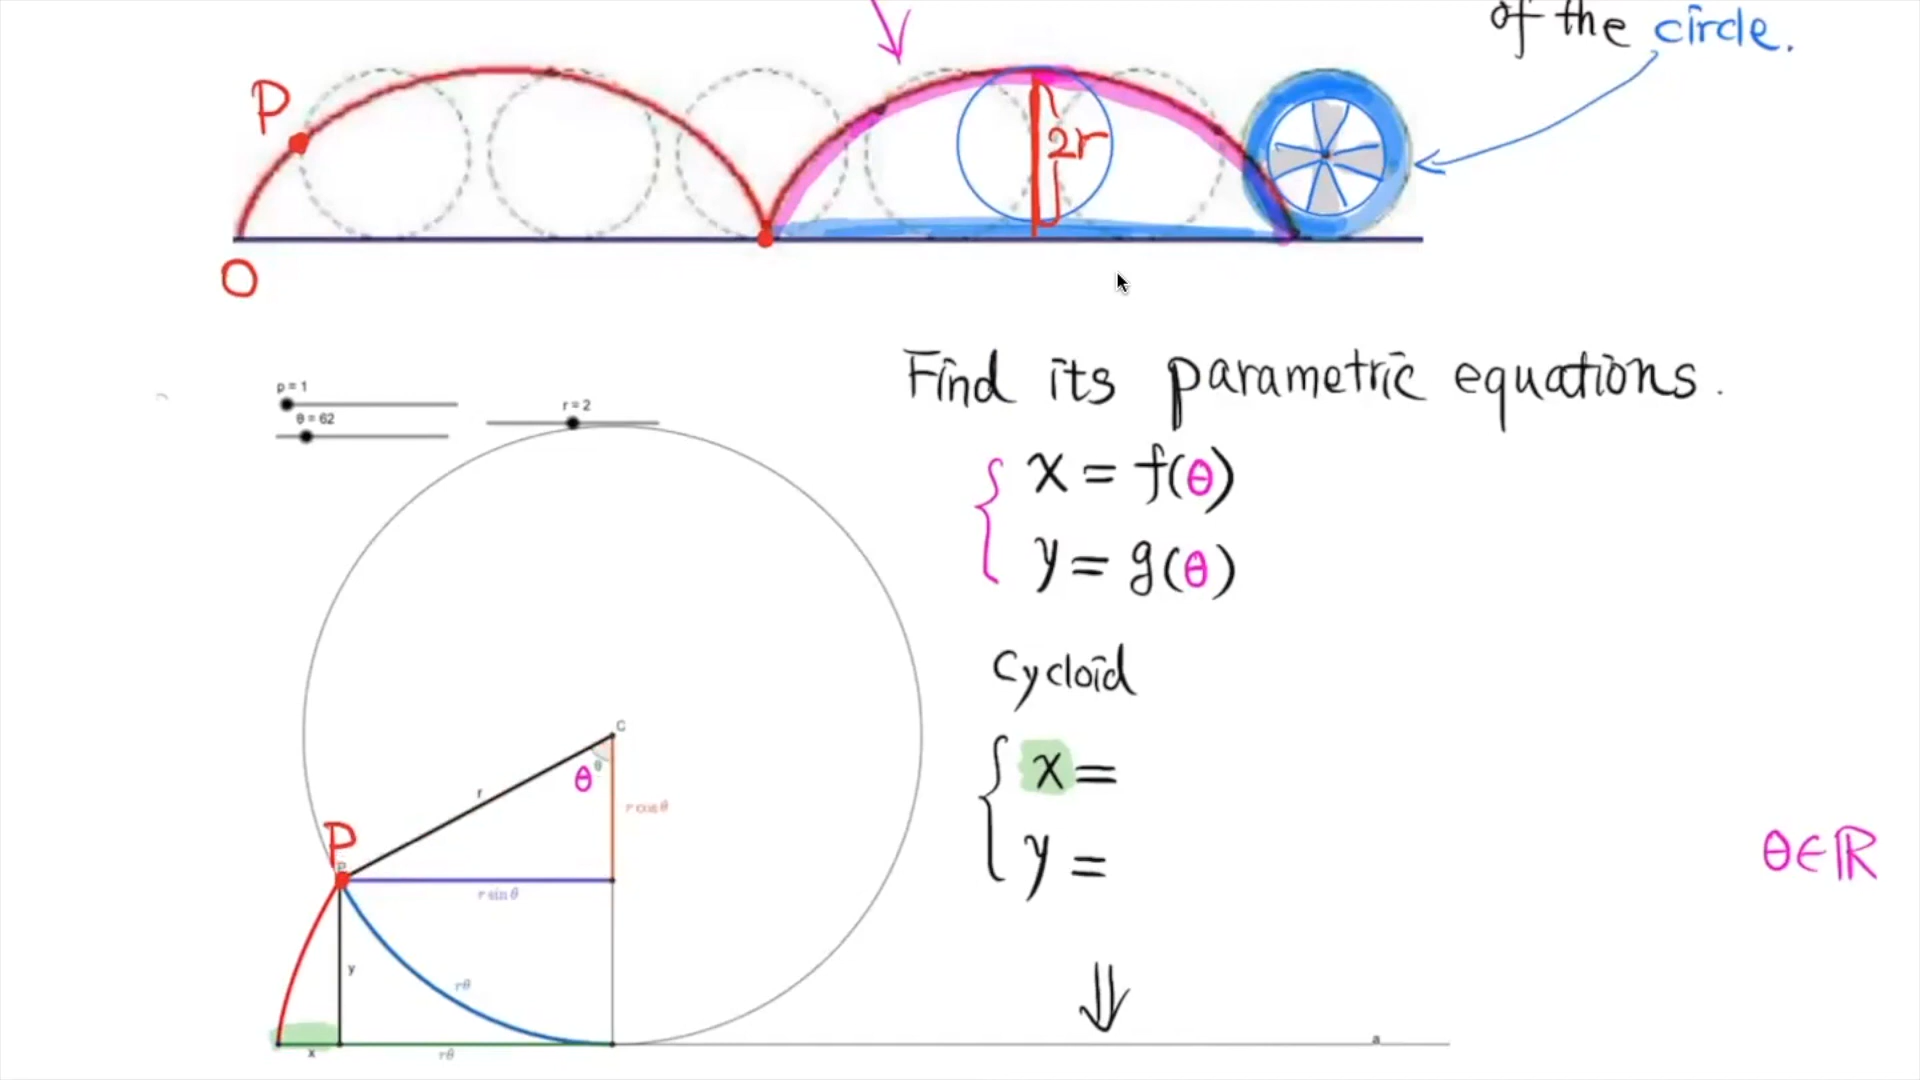 of the circle.
P
2r
O
Find its parametric equations.
p = 1
θ = 62
r = 2
x = f(θ)
y = g(θ)
Cycloid
C
θ
θ
r
r cos θ
x =
P
P
y =
θ∈ℝ
r sin θ
y
rθ
x
rθ
a